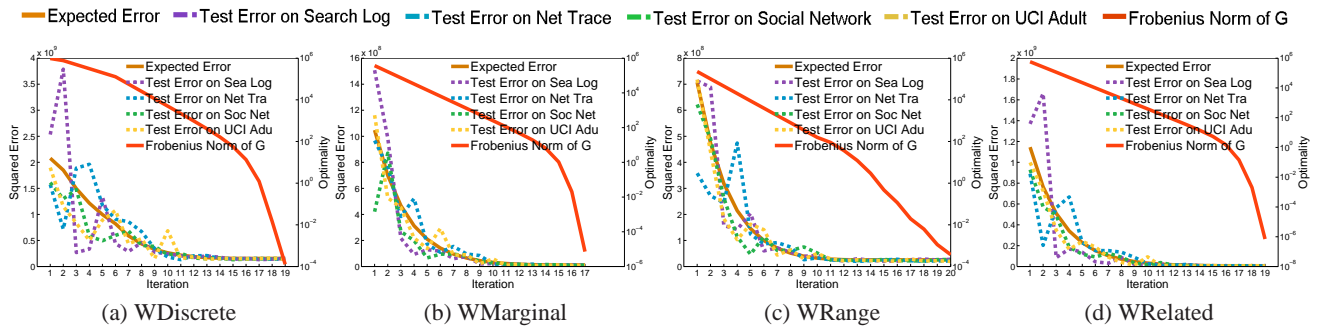 Expected Error Test Error on Search Log Test Error on Net Trace Test Error on Social Network Test Error on UCI Adult Frobenius Norm of G
x 10^9
4
3.5
3
2.5
2
1.5
1
0.5
0
Squared Error
Expected Error
Test Error on Sea Log
Test Error on Net Tra
Test Error on Soc Net
Test Error on UCI Adu
Frobenius Norm of G
10^6
10^4
10^2
10^0
10^-2
10^-4
Optimality
1 2 3 4 5 6 7 8 9 10 11 12 13 14 15 16 17 18 19
Iteration
(a) WDiscrete
x 10^8
16
14
12
10
8
6
4
2
0
Squared Error
Expected Error
Test Error on Sea Log
Test Error on Net Tra
Test Error on Soc Net
Test Error on UCI Adu
Frobenius Norm of G
10^6
10^4
10^2
10^0
10^-2
10^-4
10^-6
Optimality
1 2 3 4 5 6 7 8 9 10 11 12 13 14 15 16 17
Iteration
(b) WMarginal
x 10^8
8
7
6
5
4
3
2
1
0
Squared Error
Expected Error
Test Error on Sea Log
Test Error on Net Tra
Test Error on Soc Net
Test Error on UCI Adu
Frobenius Norm of G
10^6
10^4
10^2
10^0
10^-2
10^-4
Optimality
1 2 3 4 5 6 7 8 9 10 11 12 13 14 15 16 17 18 19 20
Iteration
(c) WRange
x 10^9
2
1.8
1.6
1.4
1.2
1
0.8
0.6
0.4
0.2
0
Squared Error
Expected Error
Test Error on Sea Log
Test Error on Net Tra
Test Error on Soc Net
Test Error on UCI Adu
Frobenius Norm of G
10^6
10^4
10^2
10^0
10^-2
10^-4
10^-6
10^-8
Optimality
1 2 3 4 5 6 7 8 9 10 11 12 13 14 15 16 17 18 19
Iteration
(d) WRelated